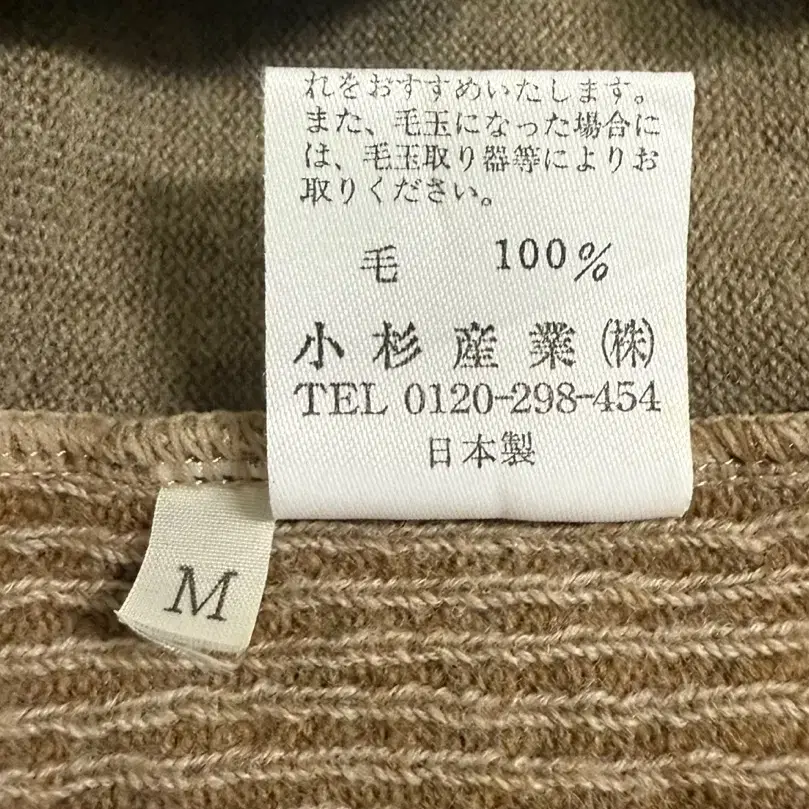 れをおすすめいたします。
また、毛玉になった場合に
は、毛玉取り器等によりお
取りください。
毛 100%
小杉産業(株)
TEL 0120-298-454
日本製
M